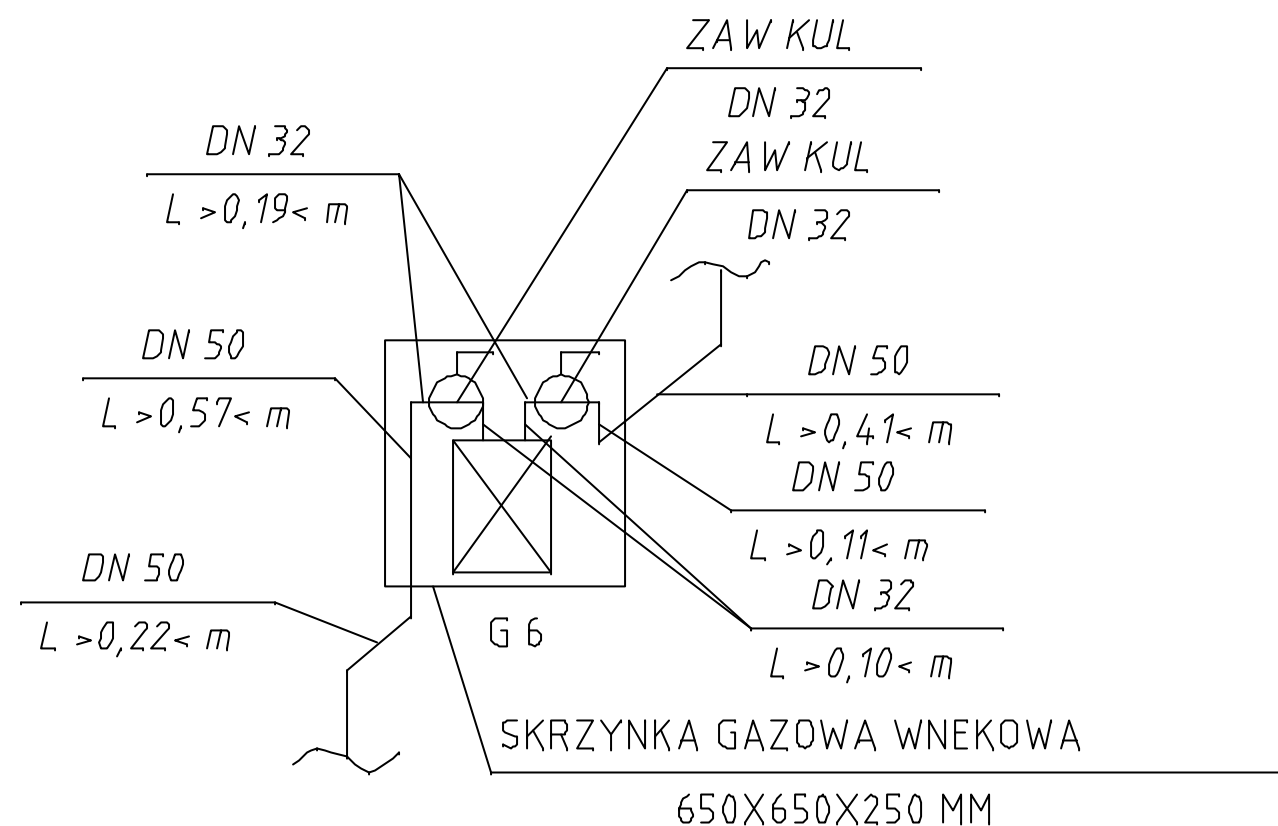 ZAW KUL
DN 32
DN 32
L >0,19< m
ZAW KUL
DN 32
DN 50
L >0,57< m
DN 50
L >0,41< m
DN 50
L >0,11< m
DN 50
L >0,22< m
DN 32
L >0,10< m
G 6
SKRZYNKA GAZOWA WNEKOWA
650X650X250 MM